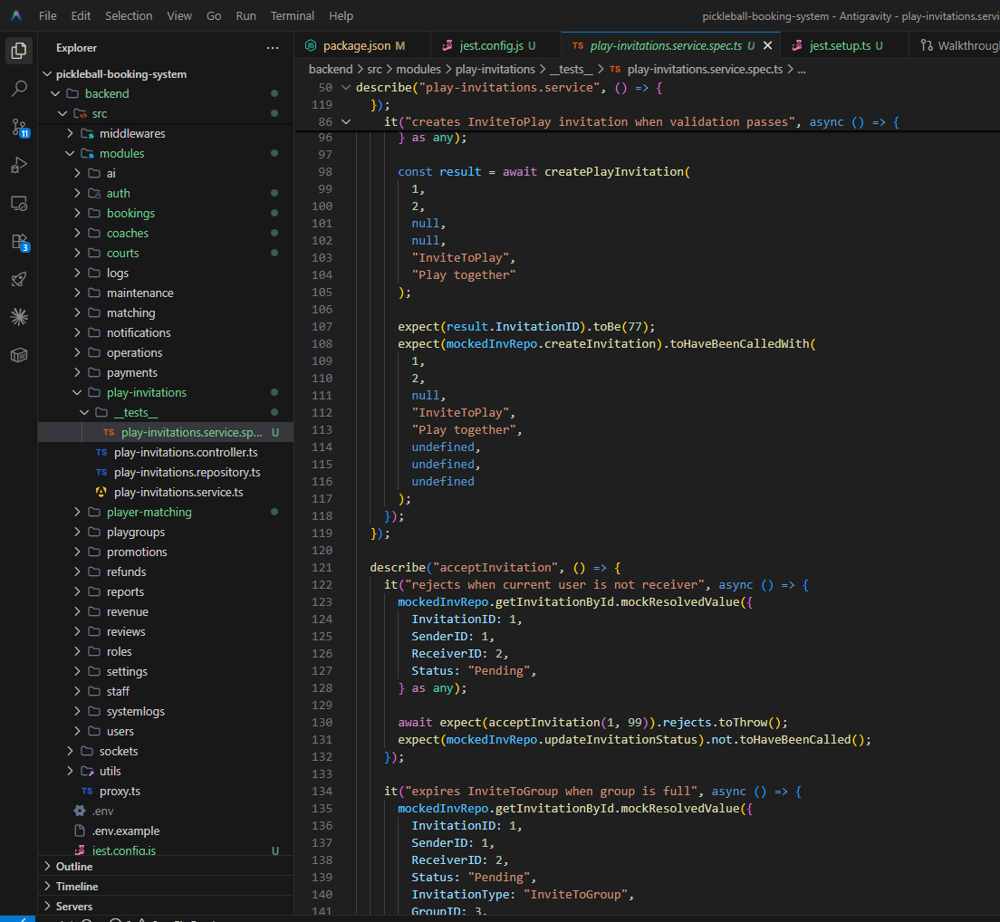 File Edit Selection View Go Run Terminal Help
pickleball-booking-system - Antigravity - play-invitations.servi
Explorer
pickleball-booking-system
backend
src
middlewares
modules
ai
auth
bookings
coaches
courts
logs
maintenance
matching
notifications
operations
payments
play-invitations
__tests__
TS play-invitations.service.sp... U
TS play-invitations.controller.ts
TS play-invitations.repository.ts
play-invitations.service.ts
player-matching
playgroups
promotions
refunds
reports
revenue
reviews
roles
settings
staff
systemlogs
users
sockets
utils
TS proxy.ts
.env
.env.example
jest.config.js U
Outline
Timeline
Servers
11
3
package.json M
jest.config.js U
TS play-invitations.service.spec.ts U
jest.setup.ts U
Walkthroug
backend > src > modules > play-invitations > __tests__ > TS play-invitations.service.spec.ts > ...
50 describe("play-invitations.service", () => {
119 });
86 it("creates InviteToPlay invitation when validation passes", async () => {
96 } as any);
97
98 const result = await createPlayInvitation(
99 1,
100 2,
101 null,
102 null,
103 "InviteToPlay",
104 "Play together"
105 );
106
107 expect(result.InvitationID).toBe(77);
108 expect(mockedInvRepo.createInvitation).toHaveBeenCalledWith(
109 1,
110 2,
111 null,
112 "InviteToPlay",
113 "Play together",
114 undefined,
115 undefined,
116 undefined
117 );
118 });
119 });
120
121 describe("acceptInvitation", () => {
122 it("rejects when current user is not receiver", async () => {
123 mockedInvRepo.getInvitationById.mockResolvedValue({
124 InvitationID: 1,
125 SenderID: 1,
126 ReceiverID: 2,
127 Status: "Pending",
128 } as any);
129
130 await expect(acceptInvitation(1, 99)).rejects.toThrow();
131 expect(mockedInvRepo.updateInvitationStatus).not.toHaveBeenCalled();
132 });
133
134 it("expires InviteToGroup when group is full", async () => {
135 mockedInvRepo.getInvitationById.mockResolvedValue({
136 InvitationID: 1,
137 SenderID: 1,
138 ReceiverID: 2,
139 Status: "Pending",
140 InvitationType: "InviteToGroup",
141 GroupID: 3,